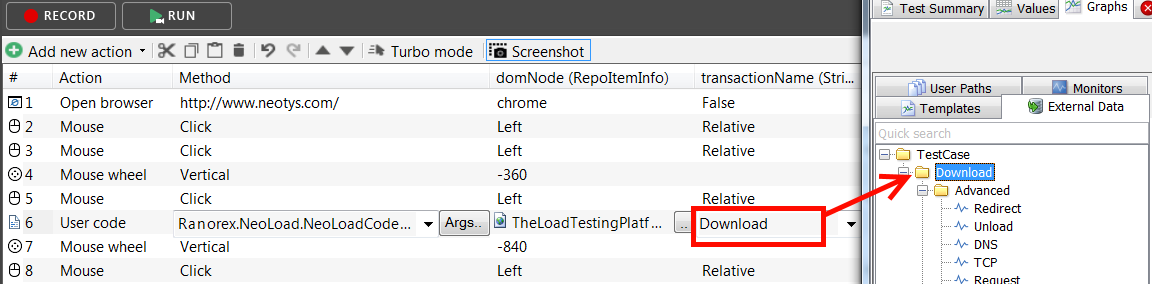 RECORD RUN
Add new action Turbo mode Screenshot
# Action Method domNode (RepoItemInfo) transactionName (Stri...
1 Open browser http://www.neotys.com/ chrome False
2 Mouse Click Left Relative
3 Mouse Click Left Relative
4 Mouse wheel Vertical -360
5 Mouse Click Left Relative
6 User code Ranorex.NeoLoad.NeoLoadCode... Args.. TheLoadTestingPlatf... .. Download
7 Mouse wheel Vertical -840
8 Mouse Click Left Relative
Test Summary Values Graphs
User Paths Monitors
Templates External Data
Quick search
TestCase
Download
Advanced
Redirect
Unload
DNS
TCP
Request